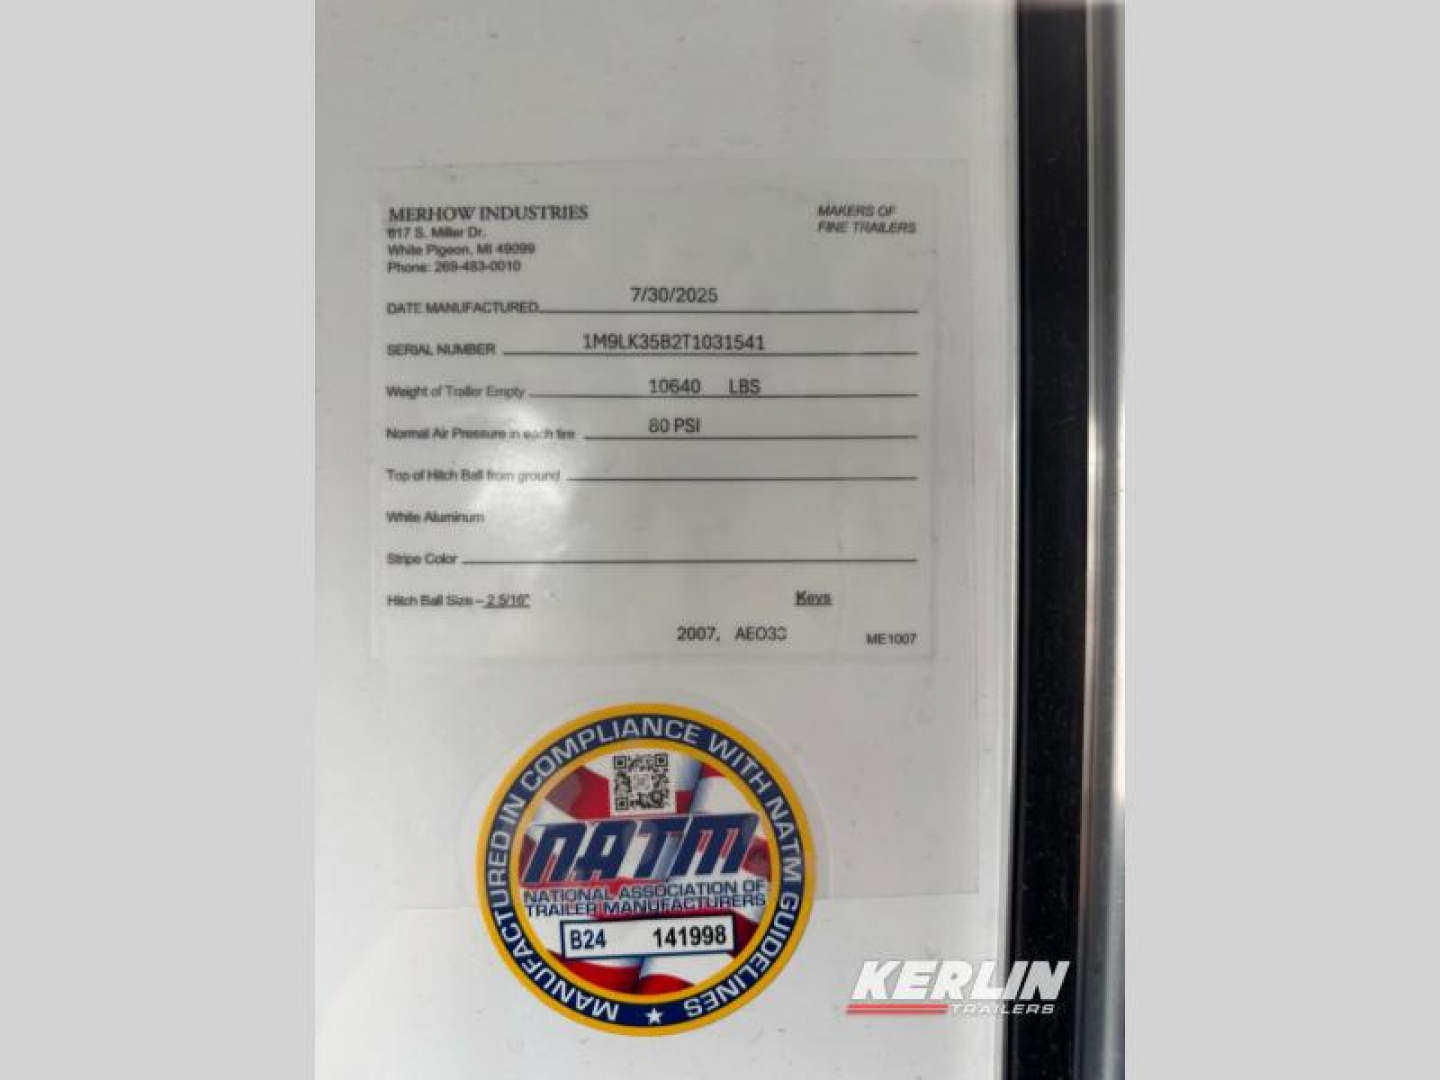 MERHOW INDUSTRIES
617 S. Miller Dr.
White Pigeon, MI 49099
Phone: 269-483-0010
MAKERS OF
FINE TRAILERS
DATE MANUFACTURED 7/30/2025
SERIAL NUMBER 1M9LK35B2T1031541
Weight of Trailer Empty 10640 LBS
Normal Air Pressure in each tire 80 PSI
Top of Hitch Ball from ground
White Aluminum
Stripe Color
Hitch Ball Size – 2 5/16"
Keys
2007,
ME1007
MANUFACTURED IN COMPLIANCE WITH NATM GUIDELINES
NATM
NATIONAL ASSOCIATION OF
TRAILER MANUFACTURERS
B24 141998
KERLIN
TRAILERS